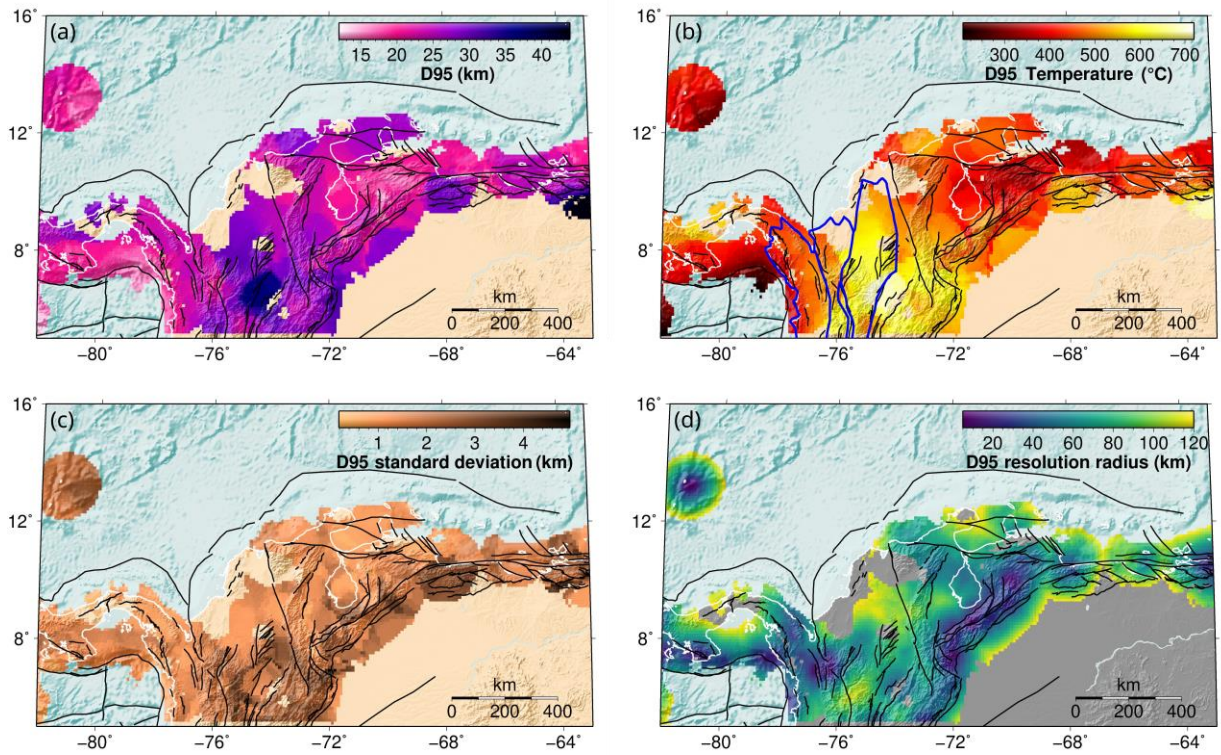 16°
(a)
15 20 25 30 35 40
D95 (km)
12°
8°
km
0 200 400
−80 −76 −72 −68 −64
16°
(b)
300 400 500 600 700
D95 Temperature (°C)
12°
8°
km
0 200 400
−80 −76 −72 −68 −64
16°
(c)
1 2 3 4
D95 standard deviation (km)
12°
8°
km
0 200 400
−80 −76 −72 −68 −64
16°
(d)
20 40 60 80 100 120
D95 resolution radius (km)
12°
8°
km
0 200 400
−80 −76 −72 −68 −64